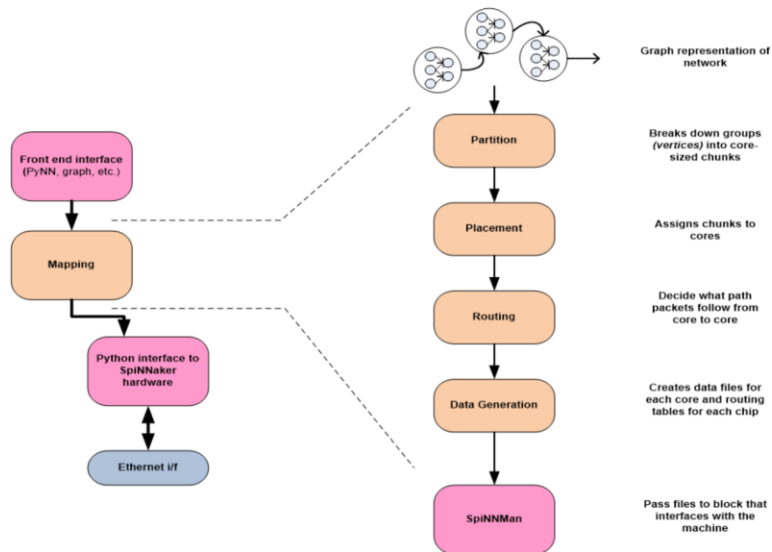 Front end interface
(PyNN, graph, etc.)
Mapping
Python interface to
SpiNNaker
hardware
Ethernet i/f
Graph representation of
network
Partition
Breaks down groups
(vertices) into core-
sized chunks
Placement
Assigns chunks to
cores
Routing
Decide what path
packets follow from
core to core
Data Generation
Creates data files for
each core and routing
tables for each chip
SpiNNMan
Pass files to block that
interfaces with the
machine